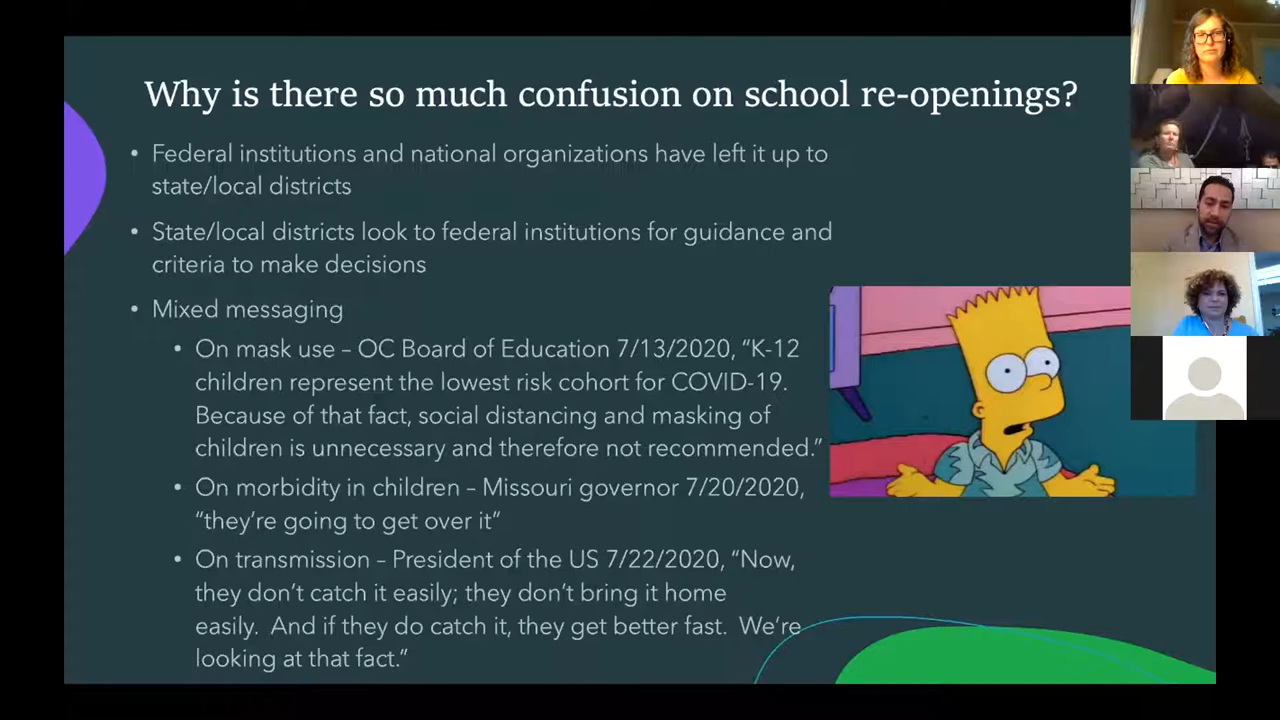 Why is there so much confusion on school re-openings?
• Federal institutions and national organizations have left it up to
state/local districts
• State/local districts look to federal institutions for guidance and
criteria to make decisions
• Mixed messaging
• On mask use – OC Board of Education 7/13/2020, “K-12
children represent the lowest risk cohort for COVID-19.
Because of that fact, social distancing and masking of
children is unnecessary and therefore not recommended.”
• On morbidity in children – Missouri governor 7/20/2020,
“they’re going to get over it”
• On transmission – President of the US 7/22/2020, “Now,
they don’t catch it easily; they don’t bring it home
easily. And if they do catch it, they get better fast. We’re
looking at that fact.”